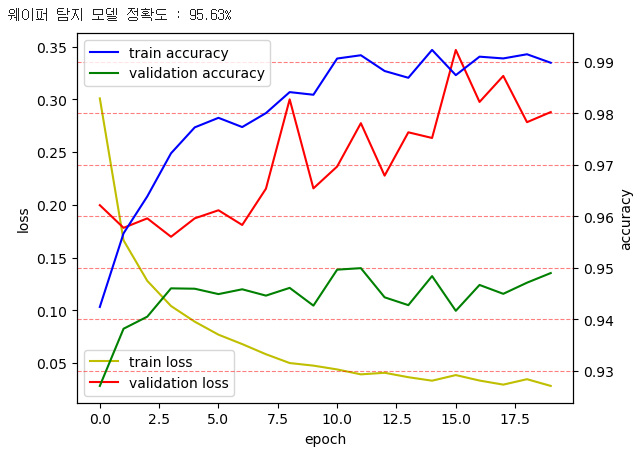 웨이퍼 탐지 모델 정확도 : 95.63%
train accuracy
validation accuracy
train loss
validation loss
loss
0.35
0.30
0.25
0.20
0.15
0.10
0.05
accuracy
0.99
0.98
0.97
0.96
0.95
0.94
0.93
0.0 2.5 5.0 7.5 10.0 12.5 15.0 17.5
epoch